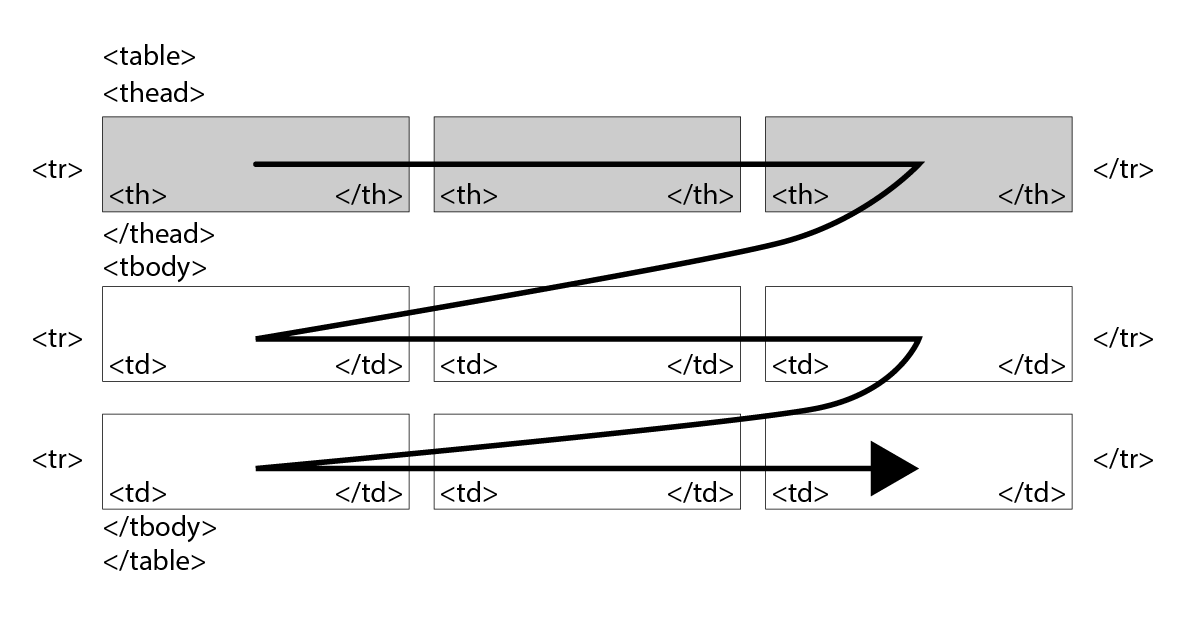 <table>
<thead>
<tr> <th> </th> <th> </th> <th> </th> </tr>
</thead>
<tbody>
<tr> <td> </td> <td> </td> <td> </td> </tr>
<tr> <td> </td> <td> </td> <td> </td> </tr>
</tbody>
</table>